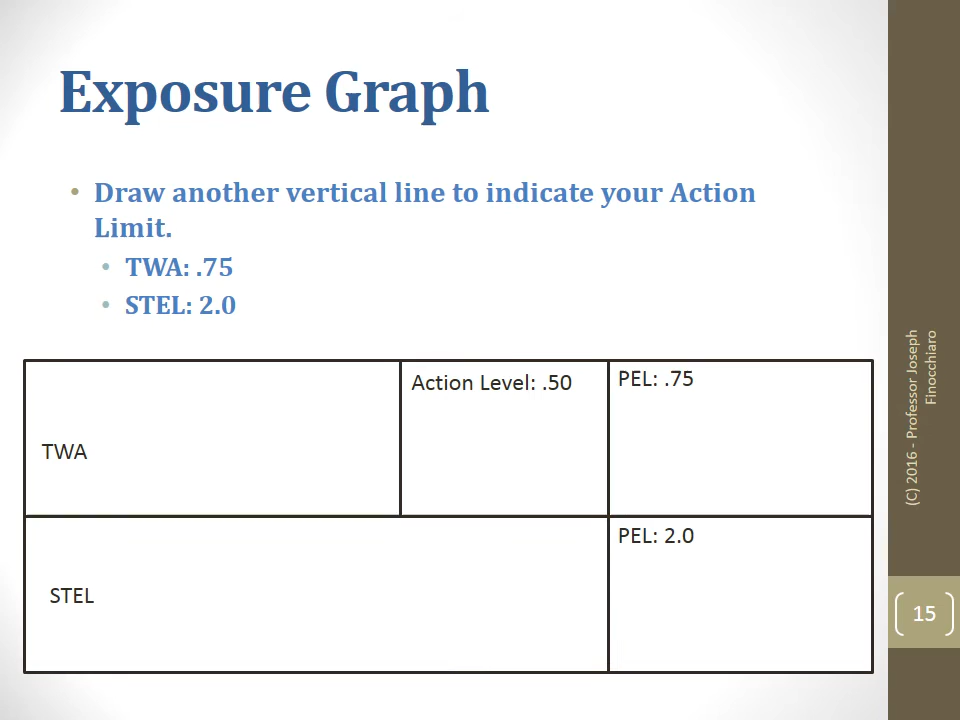 Exposure Graph
• Draw another vertical line to indicate your Action
Limit.
• TWA: .75
• STEL: 2.0
Action Level: .50
PEL: .75
TWA
PEL: 2.0
STEL
(C) 2016 - Professor Joseph
Finocchiaro
15